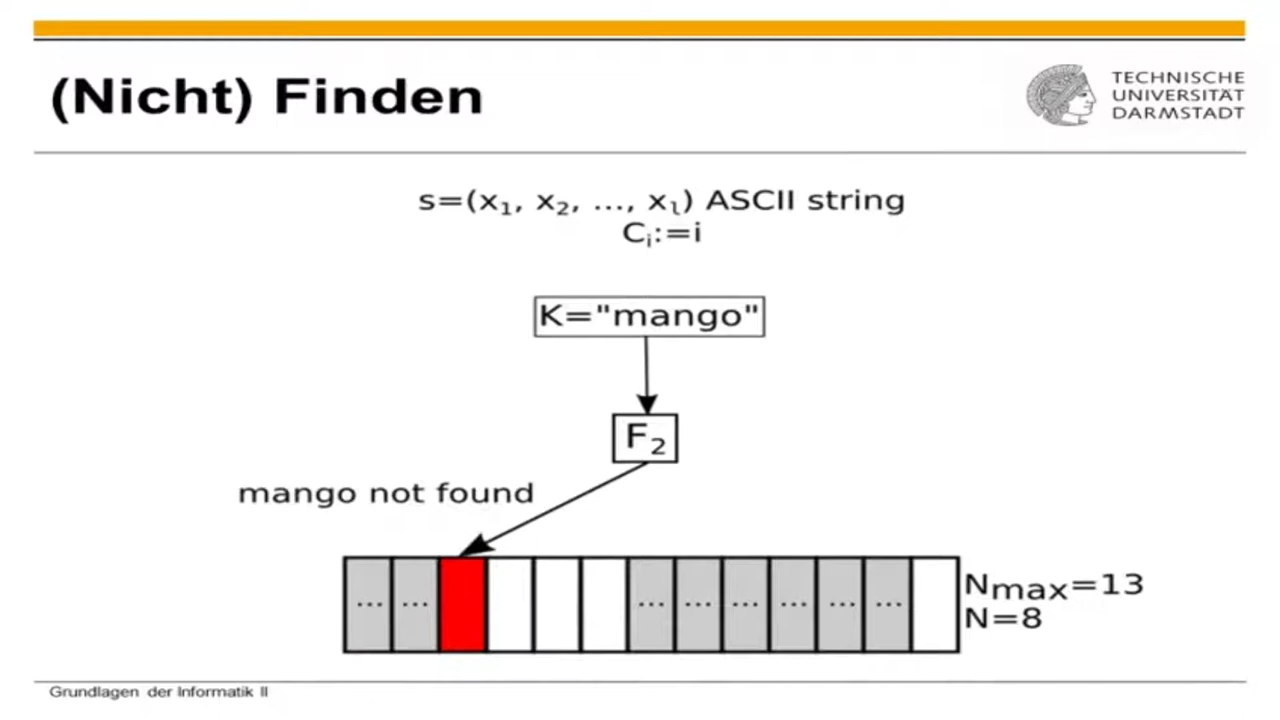 (Nicht) Finden
TECHNISCHE
UNIVERSITÄT
DARMSTADT
s=(x₁, x₂, ..., xₗ) ASCII string
Cᵢ:=i
K="mango"
F₂
mango not found
... ... ... ... ... ... ... ...
Nmax=13
N=8
Grundlagen der Informatik II